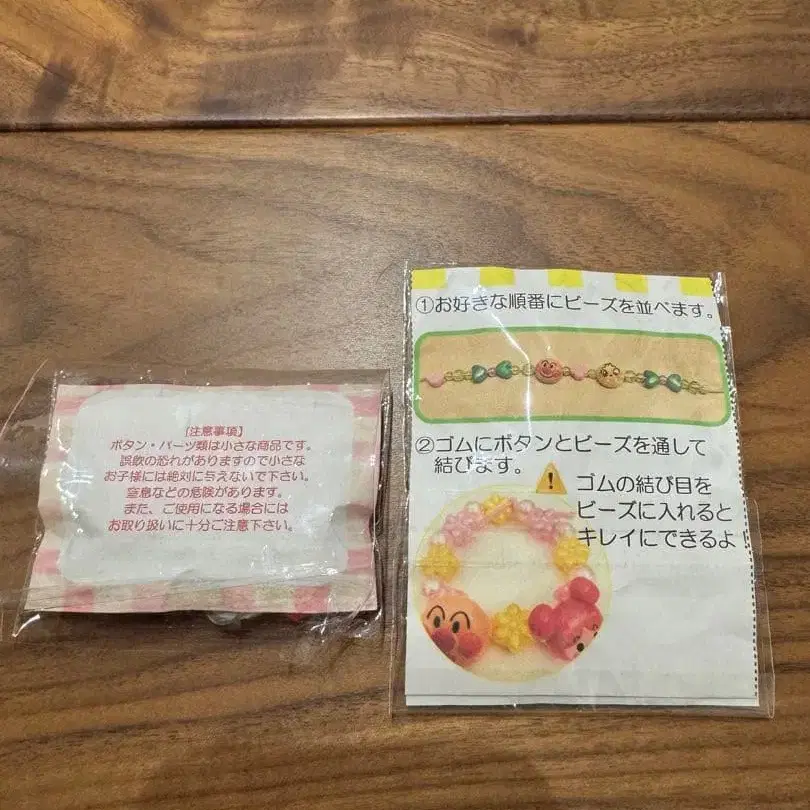 [注意事項】
ボタン・パーツ類は小さな商品です。
誤飲の恐れがありますので小さな
お子様には絶対に与えないで下さい。
窒息などの危険があります。
また、ご使用になる場合には
お取り扱いに十分ご注意下さい。
①お好きな順番にビーズを並べます。
②ゴムにボタンとビーズを通して
結びます。
!
ゴムの結び目を
ビーズに入れると
キレイにできるよ!